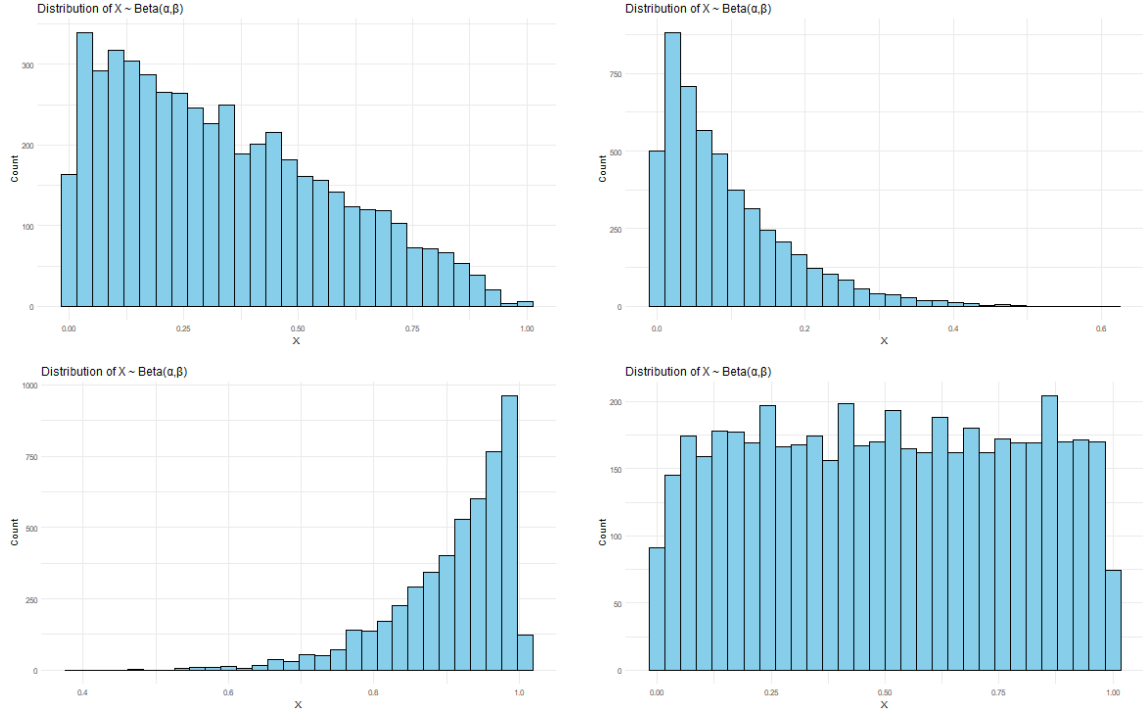 Distribution of X ~ Beta(α,β)
Count
300
200
100
0
0.00 0.25 0.50 0.75 1.00
X
Distribution of X ~ Beta(α,β)
Count
750
500
250
0
0.0 0.2 0.4 0.6
X
Distribution of X ~ Beta(α,β)
Count
1000
750
500
250
0
0.4 0.6 0.8 1.0
X
Distribution of X ~ Beta(α,β)
Count
200
150
100
50
0
0.00 0.25 0.50 0.75 1.00
X